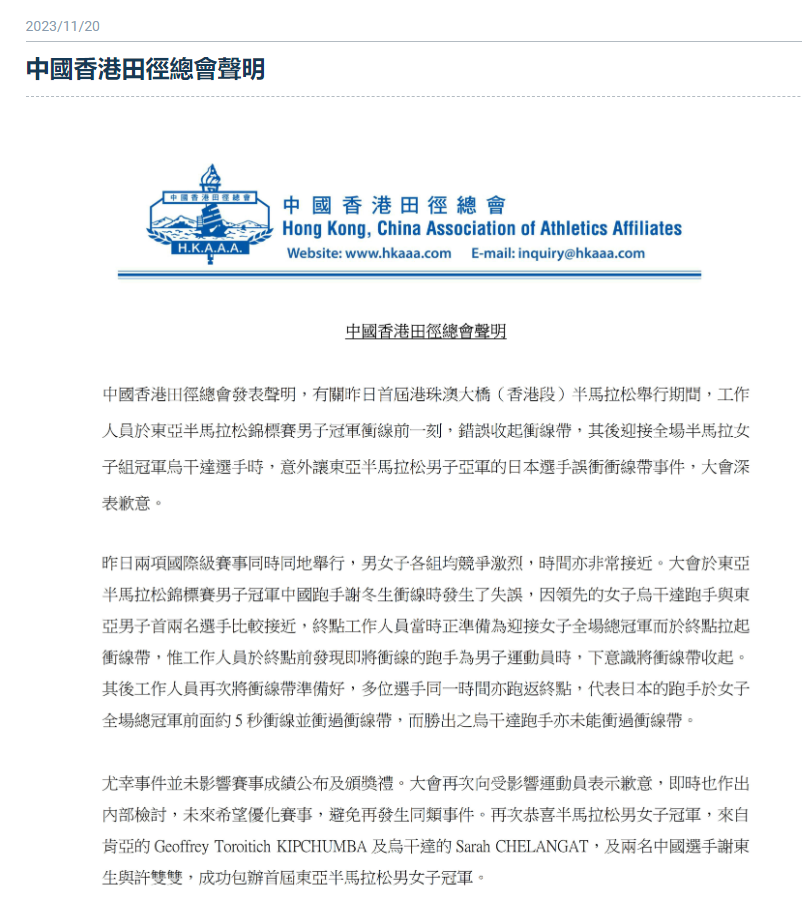 2023/11/20
中國香港田徑總會聲明
中國香港田徑總會
H.K.A.A.A.
中國香港田徑總會
Hong Kong, China Association of Athletics Affiliates
Website: www.hkaaa.com E-mail: inquiry@hkaaa.com
中國香港田徑總會聲明
中國香港田徑總會發表聲明，有關昨日首屆港珠澳大橋（香港段）半馬拉松舉行期間，工作
人員於東亞半馬拉松錦標賽男子冠軍衝線前一刻，錯誤收起衝線帶，其後迎接全場半馬拉女
子組冠軍烏干達選手時，意外讓東亞半馬拉松男子亞軍的日本選手誤衝衝線帶事件，大會深
表歉意。
昨日兩項國際級賽事同時同地舉行，男女子各組均競爭激烈，時間亦非常接近。大會於東亞
半馬拉松錦標賽男子冠軍中國跑手謝冬生衝線時發生了失誤，因領先的女子烏干達跑手與東
亞男子首兩名選手比較接近，終點工作人員當時正準備為迎接女子全場總冠軍而於終點拉起
衝線帶，惟工作人員於終點前發現即將衝線的跑手為男子運動員時，下意識將衝線帶收起。
其後工作人員再次將衝線帶準備好，多位選手同一時間亦跑返終點，代表日本的跑手於女子
全場總冠軍前面約 5 秒衝線並衝過衝線帶，而勝出之烏干達跑手亦未能衝過衝線帶。
尤幸事件並未影響賽事成績公布及頒獎禮。大會再次向受影響運動員表示歉意，即時也作出
內部檢討，未來希望優化賽事，避免再發生同類事件。再次恭喜半馬拉松男女子冠軍，來自
肯亞的 Geoffrey Toroitich KIPCHUMBA 及烏干達的 Sarah CHELANGAT，及兩名中國選手謝東
生與許雙雙，成功包辦首屆東亞半馬拉松男女子冠軍。